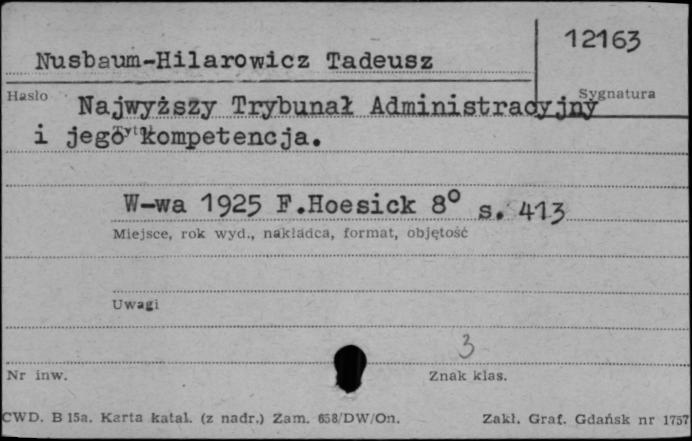 12163
Nusbaum-Hilarowicz Tadeusz
Hasło
Sygnatura
Najwyższy Trybunał Administracyjny
i jego kompetencja.
Tytuł
W-wa 1925 F.Hoesick 8° s. 413
Miejsce, rok wyd., nakładca, format, objętość
Uwagi
3
Nr inw.
Znak klas.
CWD. B 15a. Karta katal. (z nadr.) Zam. 658/DW/On.
Zakł. Graf. Gdańsk nr 1757